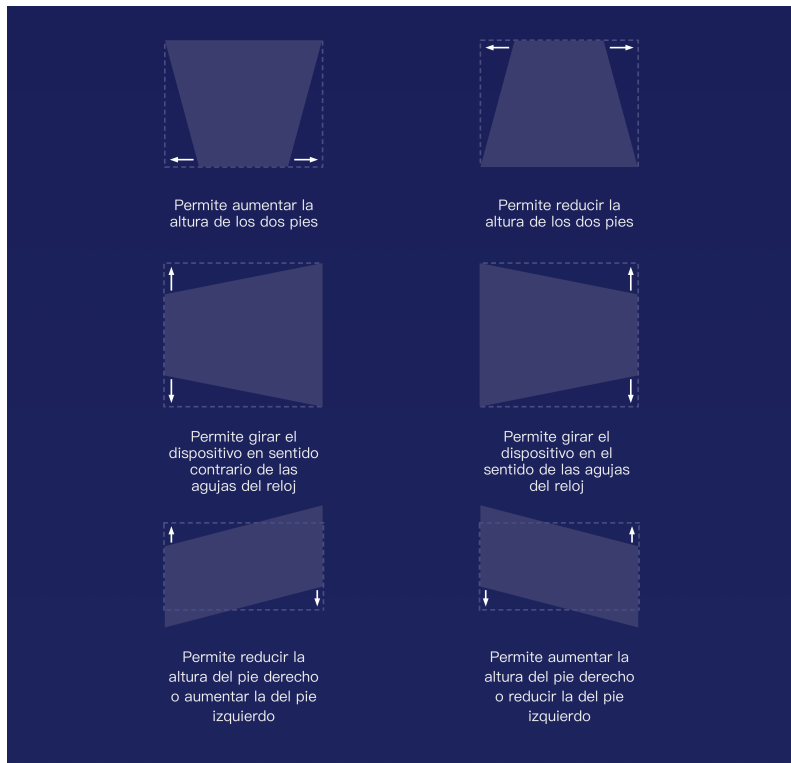 Permite aumentar la
altura de los dos pies
Permite reducir la
altura de los dos pies
Permite girar el
dispositivo en sentido
contrario de las
agujas del reloj
Permite girar el
dispositivo en el
sentido de las agujas
del reloj
Permite reducir la
altura del pie derecho
o aumentar la del pie
izquierdo
Permite aumentar la
altura del pie derecho
o reducir la del pie
izquierdo